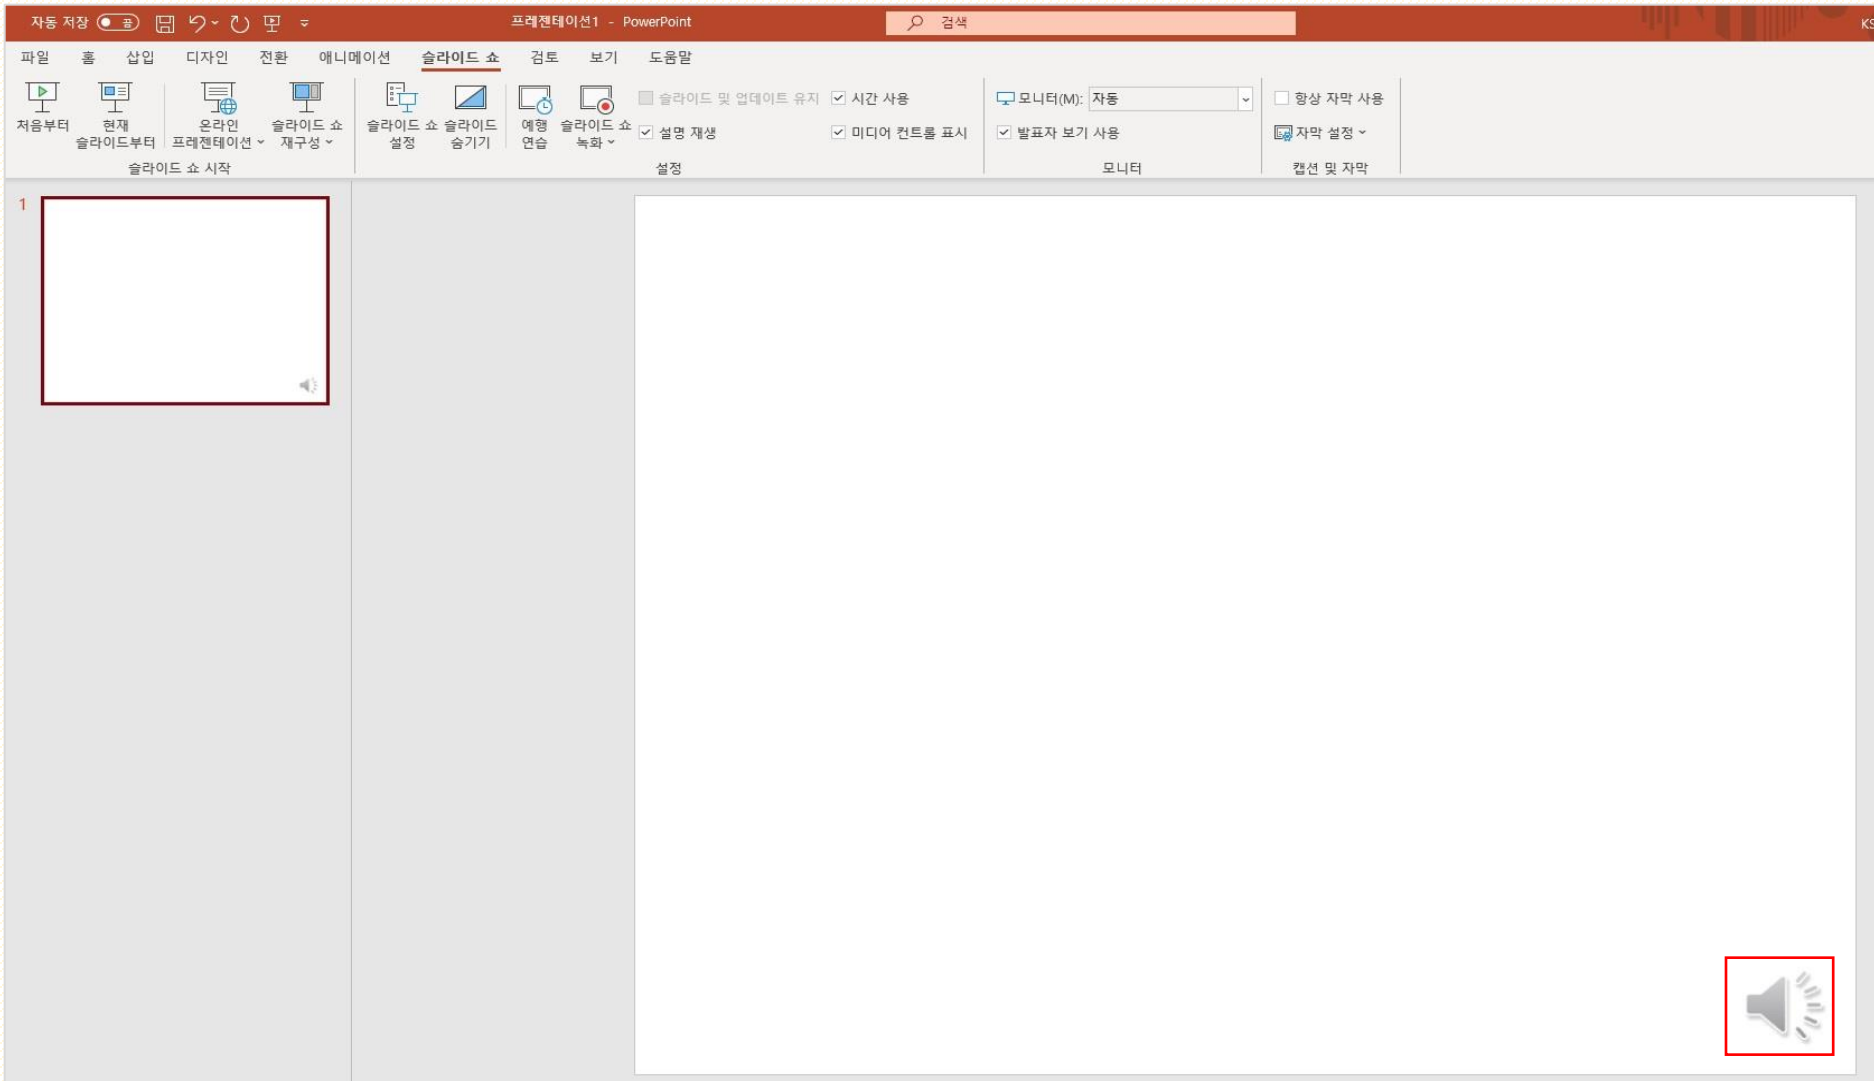 자동 저장 끔 프레젠테이션1 - PowerPoint 검색 KS
파일 홈 삽입 디자인 전환 애니메이션 슬라이드 쇼 검토 보기 도움말
처음부터
현재
슬라이드부터
온라인
프레젠테이션
슬라이드 쇼
재구성
슬라이드 쇼 시작
슬라이드 쇼
설정
슬라이드
숨기기
예행
연습
슬라이드 쇼
녹화
슬라이드 및 업데이트 유지
시간 사용
설명 재생
미디어 컨트롤 표시
설정
모니터(M): 자동
발표자 보기 사용
모니터
항상 자막 사용
자막 설정
캡션 및 자막
1